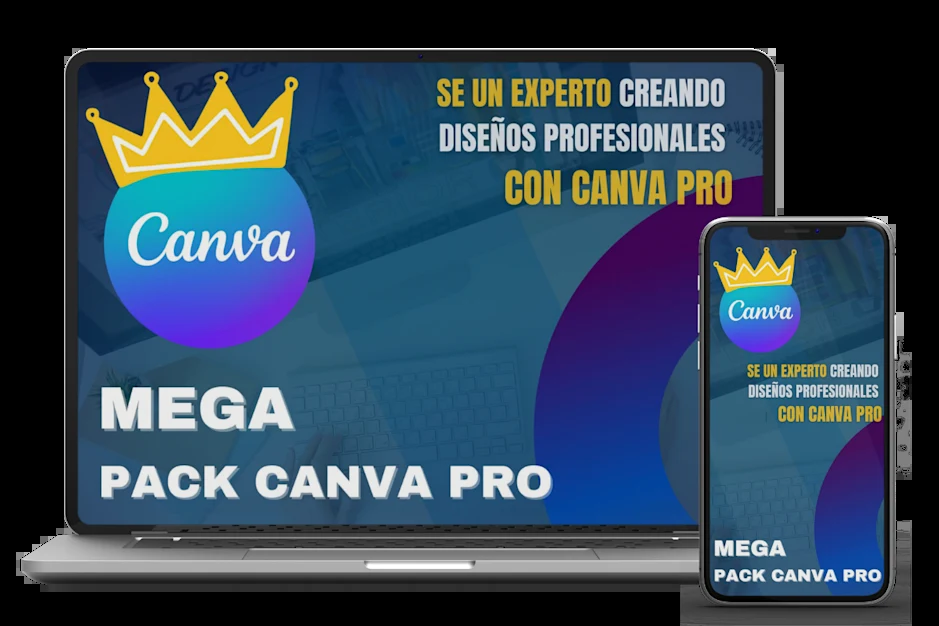 DESIGN
SE UN EXPERTO CREANDO
DISEÑOS PROFESIONALES
CON CANVA PRO
Canva
MEGA
PACK CANVA PRO
Canva
SE UN EXPERTO CREANDO
DISEÑOS PROFESIONALES
CON CANVA PRO
MEGA
PACK CANVA PRO